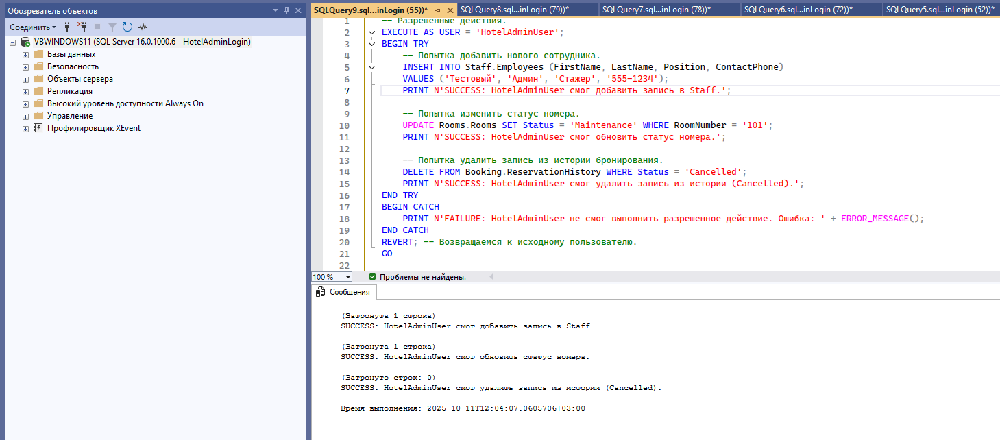 Обозреватель объектов
Соединить
VBWINDOWS11 (SQL Server 16.0.1000.6 - HotelAdminLogin)
Базы данных
Безопасность
Объекты сервера
Репликация
Высокий уровень доступности Always On
Управление
Профилировщик XEvent
SQLQuery9.sql...inLogin (55))* SQLQuery8.sql...inLogin (79))* SQLQuery7.sql...inLogin (78))* SQLQuery6.sql...inLogin (72))* SQLQuery5.sql...inLogin (52))*
1 -- Разрешенные действия.
2 EXECUTE AS USER = 'HotelAdminUser';
3 BEGIN TRY
4 -- Попытка добавить нового сотрудника.
5 INSERT INTO Staff.Employees (FirstName, LastName, Position, ContactPhone)
6 VALUES ('Тестовый', 'Админ', 'Стажер', '555-1234');
7 PRINT N'SUCCESS: HotelAdminUser смог добавить запись в Staff.';
8
9 -- Попытка изменить статус номера.
10 UPDATE Rooms.Rooms SET Status = 'Maintenance' WHERE RoomNumber = '101';
11 PRINT N'SUCCESS: HotelAdminUser смог обновить статус номера.';
12
13 -- Попытка удалить запись из истории бронирования.
14 DELETE FROM Booking.ReservationHistory WHERE Status = 'Cancelled';
15 PRINT N'SUCCESS: HotelAdminUser смог удалить запись из истории (Cancelled).';
16 END TRY
17 BEGIN CATCH
18 PRINT N'FAILURE: HotelAdminUser не смог выполнить разрешенное действие. Ошибка: ' + ERROR_MESSAGE();
19 END CATCH
20 REVERT; -- Возвращаемся к исходному пользователю.
21 GO
22
100 % Проблемы не найдены.
Сообщения
(Затронута 1 строка)
SUCCESS: HotelAdminUser смог добавить запись в Staff.
(Затронута 1 строка)
SUCCESS: HotelAdminUser смог обновить статус номера.
(Затронуто строк: 0)
SUCCESS: HotelAdminUser смог удалить запись из истории (Cancelled).
Время выполнения: 2025-10-11T12:04:07.0605706+03:00